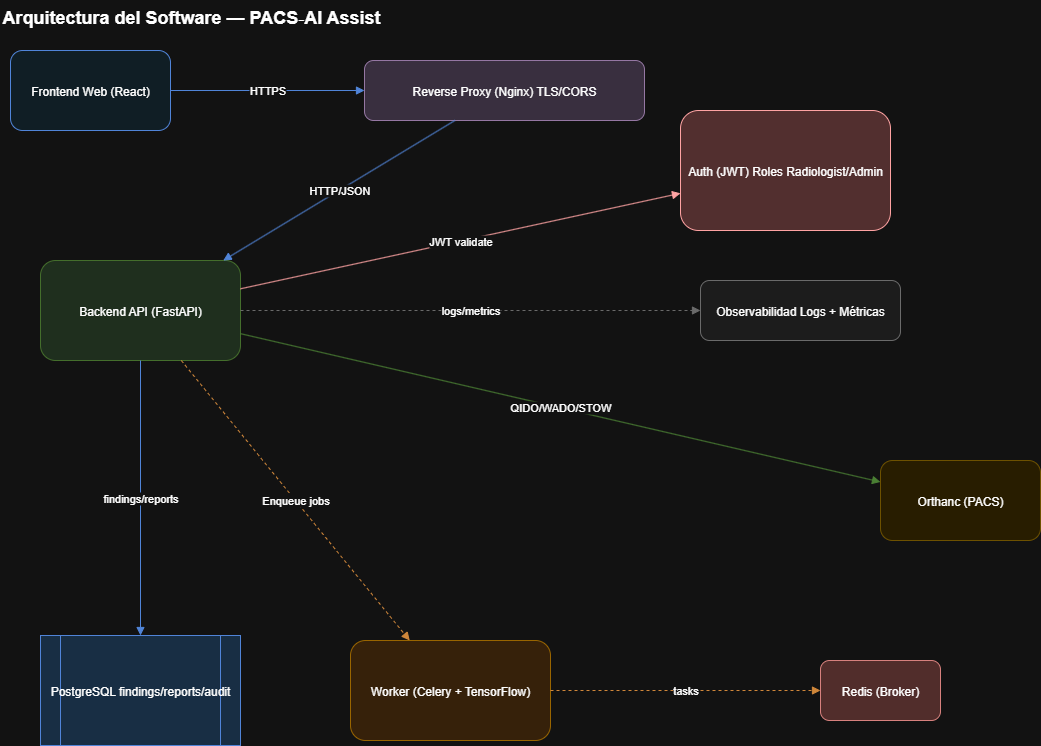 Arquitectura del Software — PACS-AI Assist
Frontend Web (React)
HTTPS
Reverse Proxy (Nginx) TLS/CORS
Auth (JWT) Roles Radiologist/Admin
HTTP/JSON
JWT validate
Backend API (FastAPI)
logs/metrics
Observabilidad Logs + Métricas
QIDO/WADO/STOW
findings/reports
Enqueue jobs
Orthanc (PACS)
PostgreSQL findings/reports/audit
Worker (Celery + TensorFlow)
tasks
Redis (Broker)